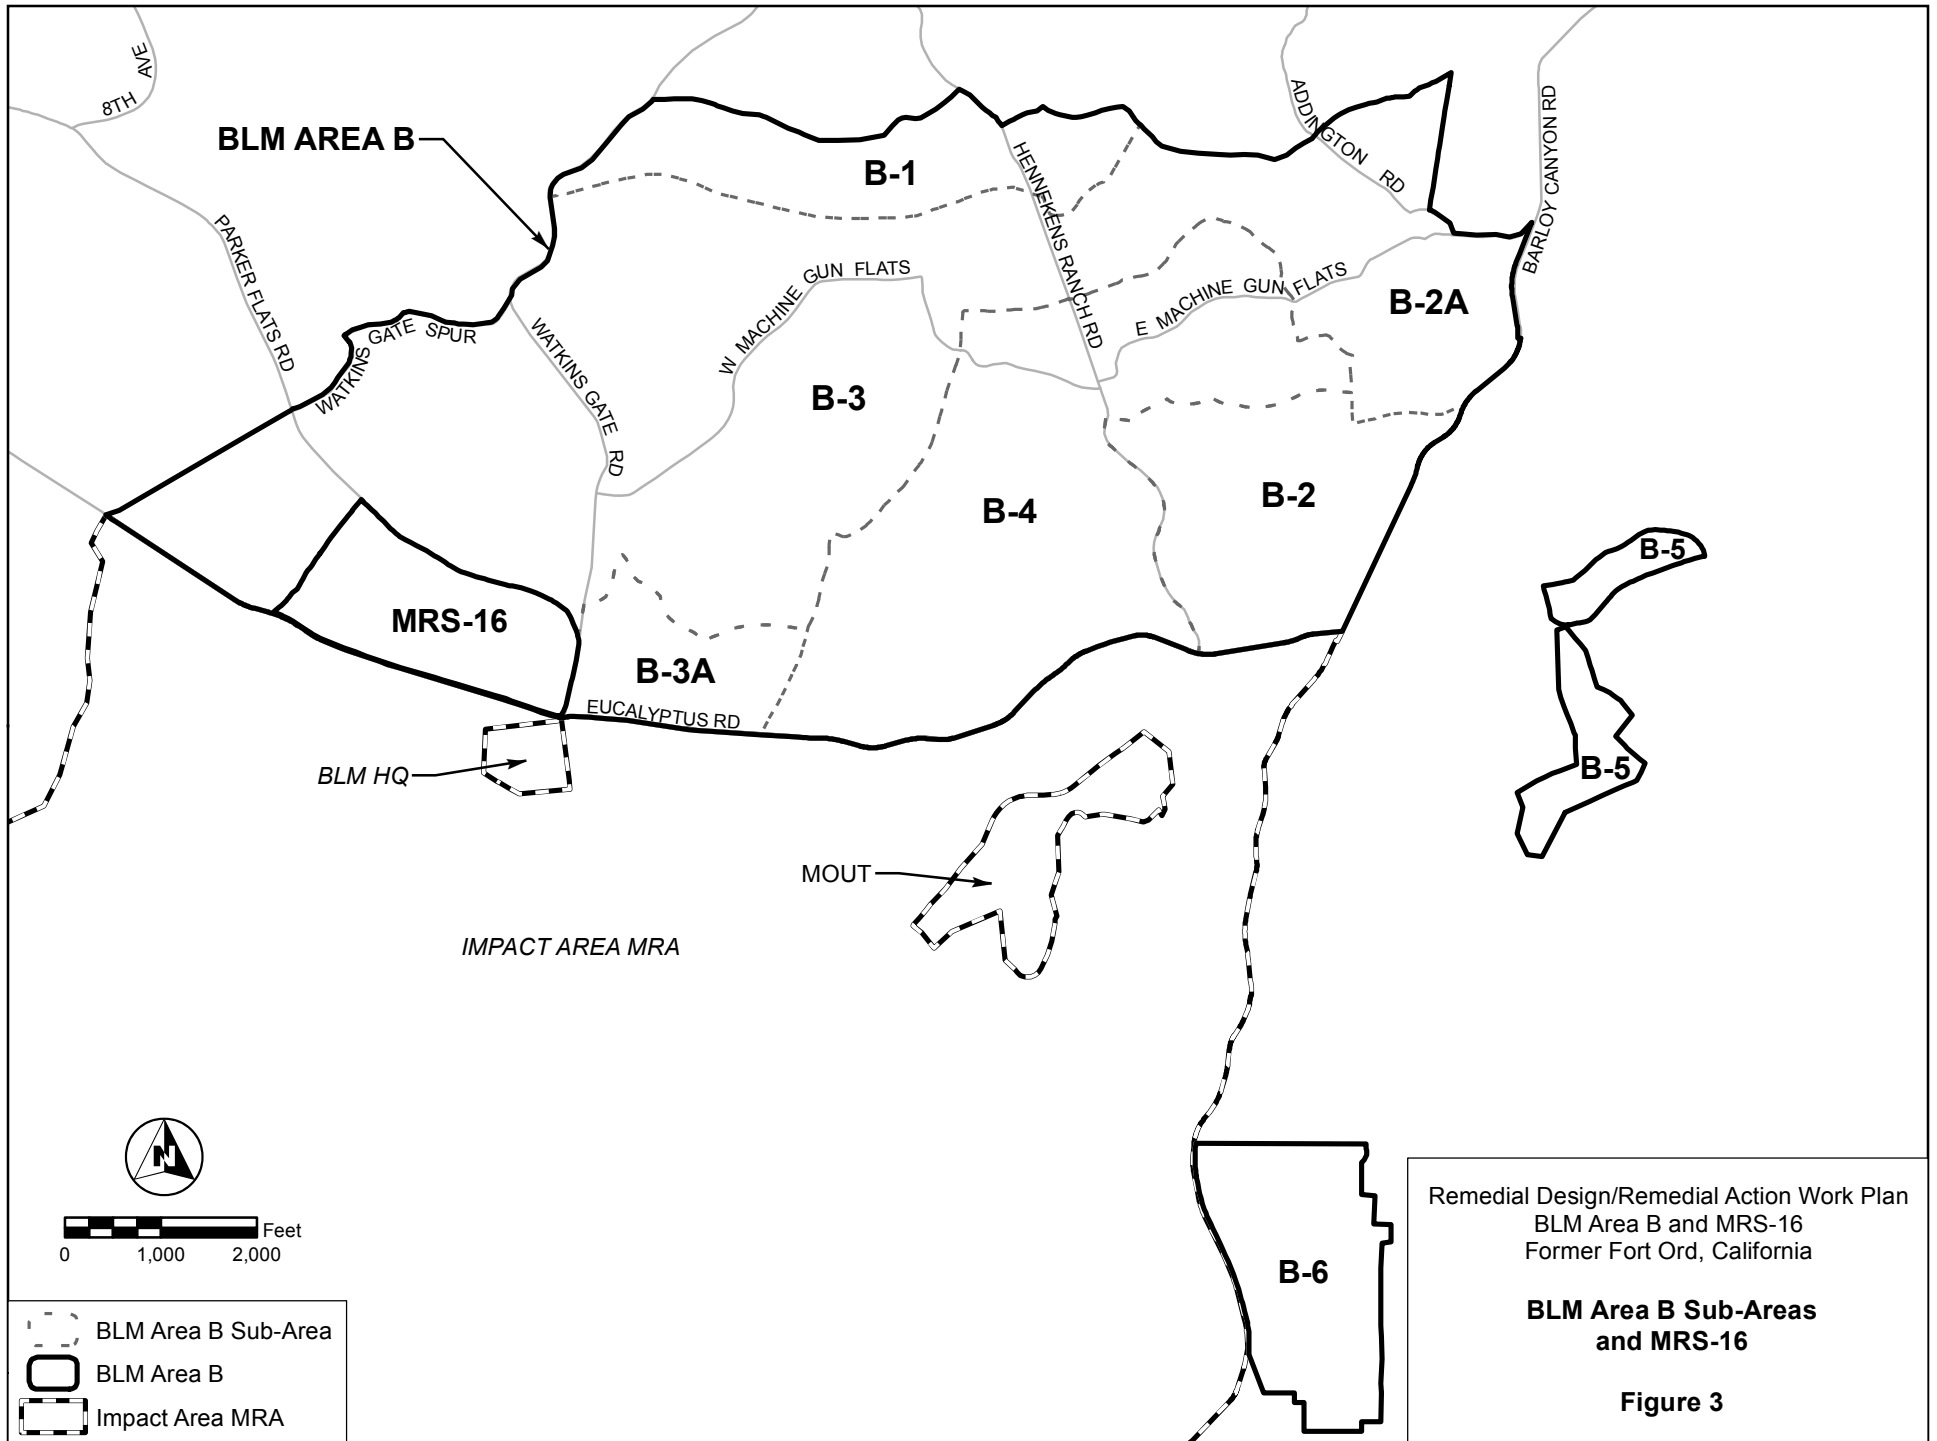 8TH AVE
BLM AREA B
B-1
HENNEKENS RANCH RD
ADDINGTON RD
BARLOY CANYON RD
PARKER FLATS RD
WATKINS GATE SPUR
WATKINS GATE RD
W MACHINE GUN FLATS
E MACHINE GUN FLATS
B-2A
B-3
B-4
B-2
B-5
MRS-16
B-3A
EUCALYPTUS RD
BLM HQ
B-5
MOUT
IMPACT AREA MRA
N
Feet
0 1,000 2,000
B-6
BLM Area B Sub-Area
BLM Area B
Impact Area MRA
Remedial Design/Remedial Action Work Plan
BLM Area B and MRS-16
Former Fort Ord, California
BLM Area B Sub-Areas
and MRS-16
Figure 3